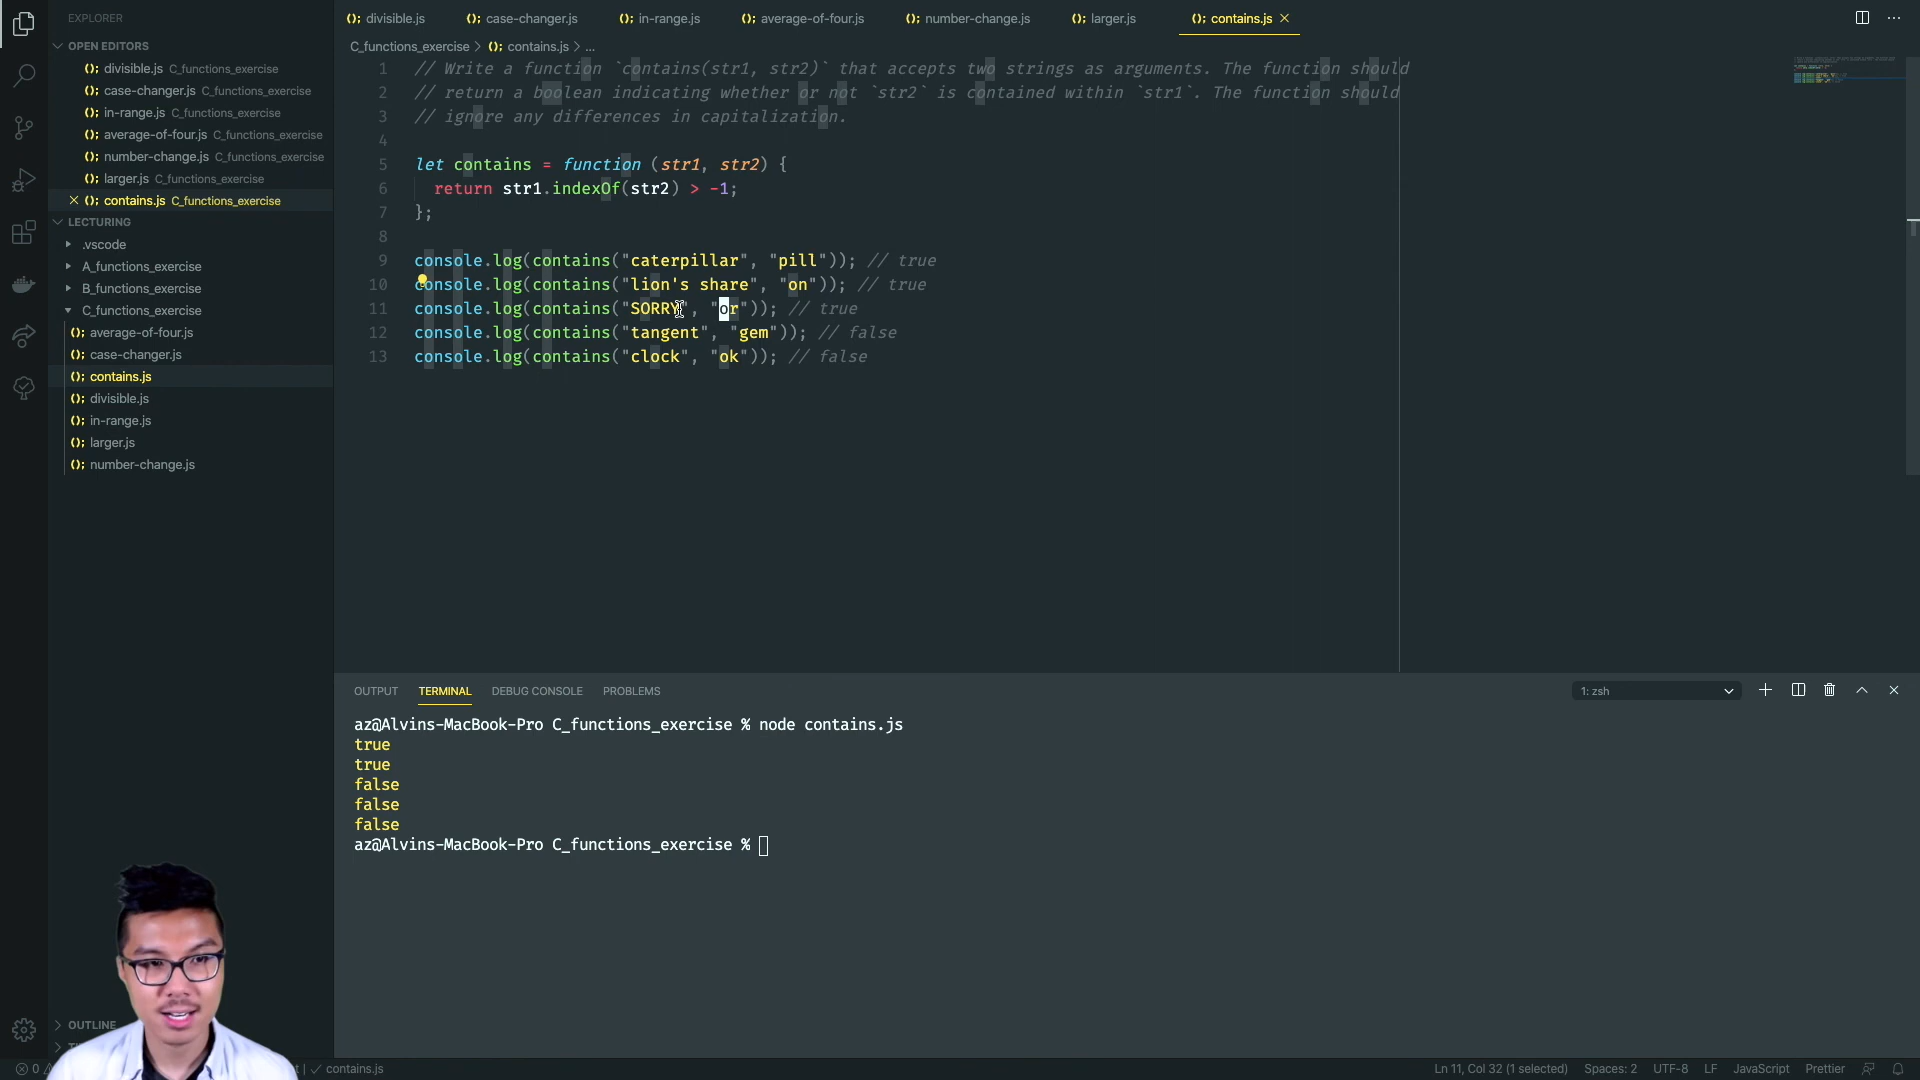 EXPLORER
OPEN EDITORS
divisible.js C_functions_exercise
case-changer.js C_functions_exercise
in-range.js C_functions_exercise
average-of-four.js C_functions_exercise
number-change.js C_functions_exercise
larger.js C_functions_exercise
contains.js C_functions_exercise
LECTURING
.vscode
A_functions_exercise
B_functions_exercise
C_functions_exercise
average-of-four.js
case-changer.js
contains.js
divisible.js
in-range.js
larger.js
number-change.js
OUTLINE
divisible.js case-changer.js in-range.js average-of-four.js number-change.js larger.js contains.js
C_functions_exercise > contains.js > ...
1 // Write a function `contains(str1, str2)` that accepts two strings as arguments. The function should
2 // return a boolean indicating whether or not `str2` is contained within `str1`. The function should
3 // ignore any differences in capitalization.
4
5 let contains = function (str1, str2) {
6 return str1.indexOf(str2) > -1;
7 };
8
9 console.log(contains("caterpillar", "pill")); // true
10 console.log(contains("lion's share", "on")); // true
11 console.log(contains("SORRY", "or")); // true
12 console.log(contains("tangent", "gem")); // false
13 console.log(contains("clock", "ok")); // false
OUTPUT TERMINAL DEBUG CONSOLE PROBLEMS 1: zsh
az@Alvins-MacBook-Pro C_functions_exercise % node contains.js
true
true
false
false
false
az@Alvins-MacBook-Pro C_functions_exercise %
0 contains.js Ln 11, Col 32 (1 selected) Spaces: 2 UTF-8 LF JavaScript Prettier